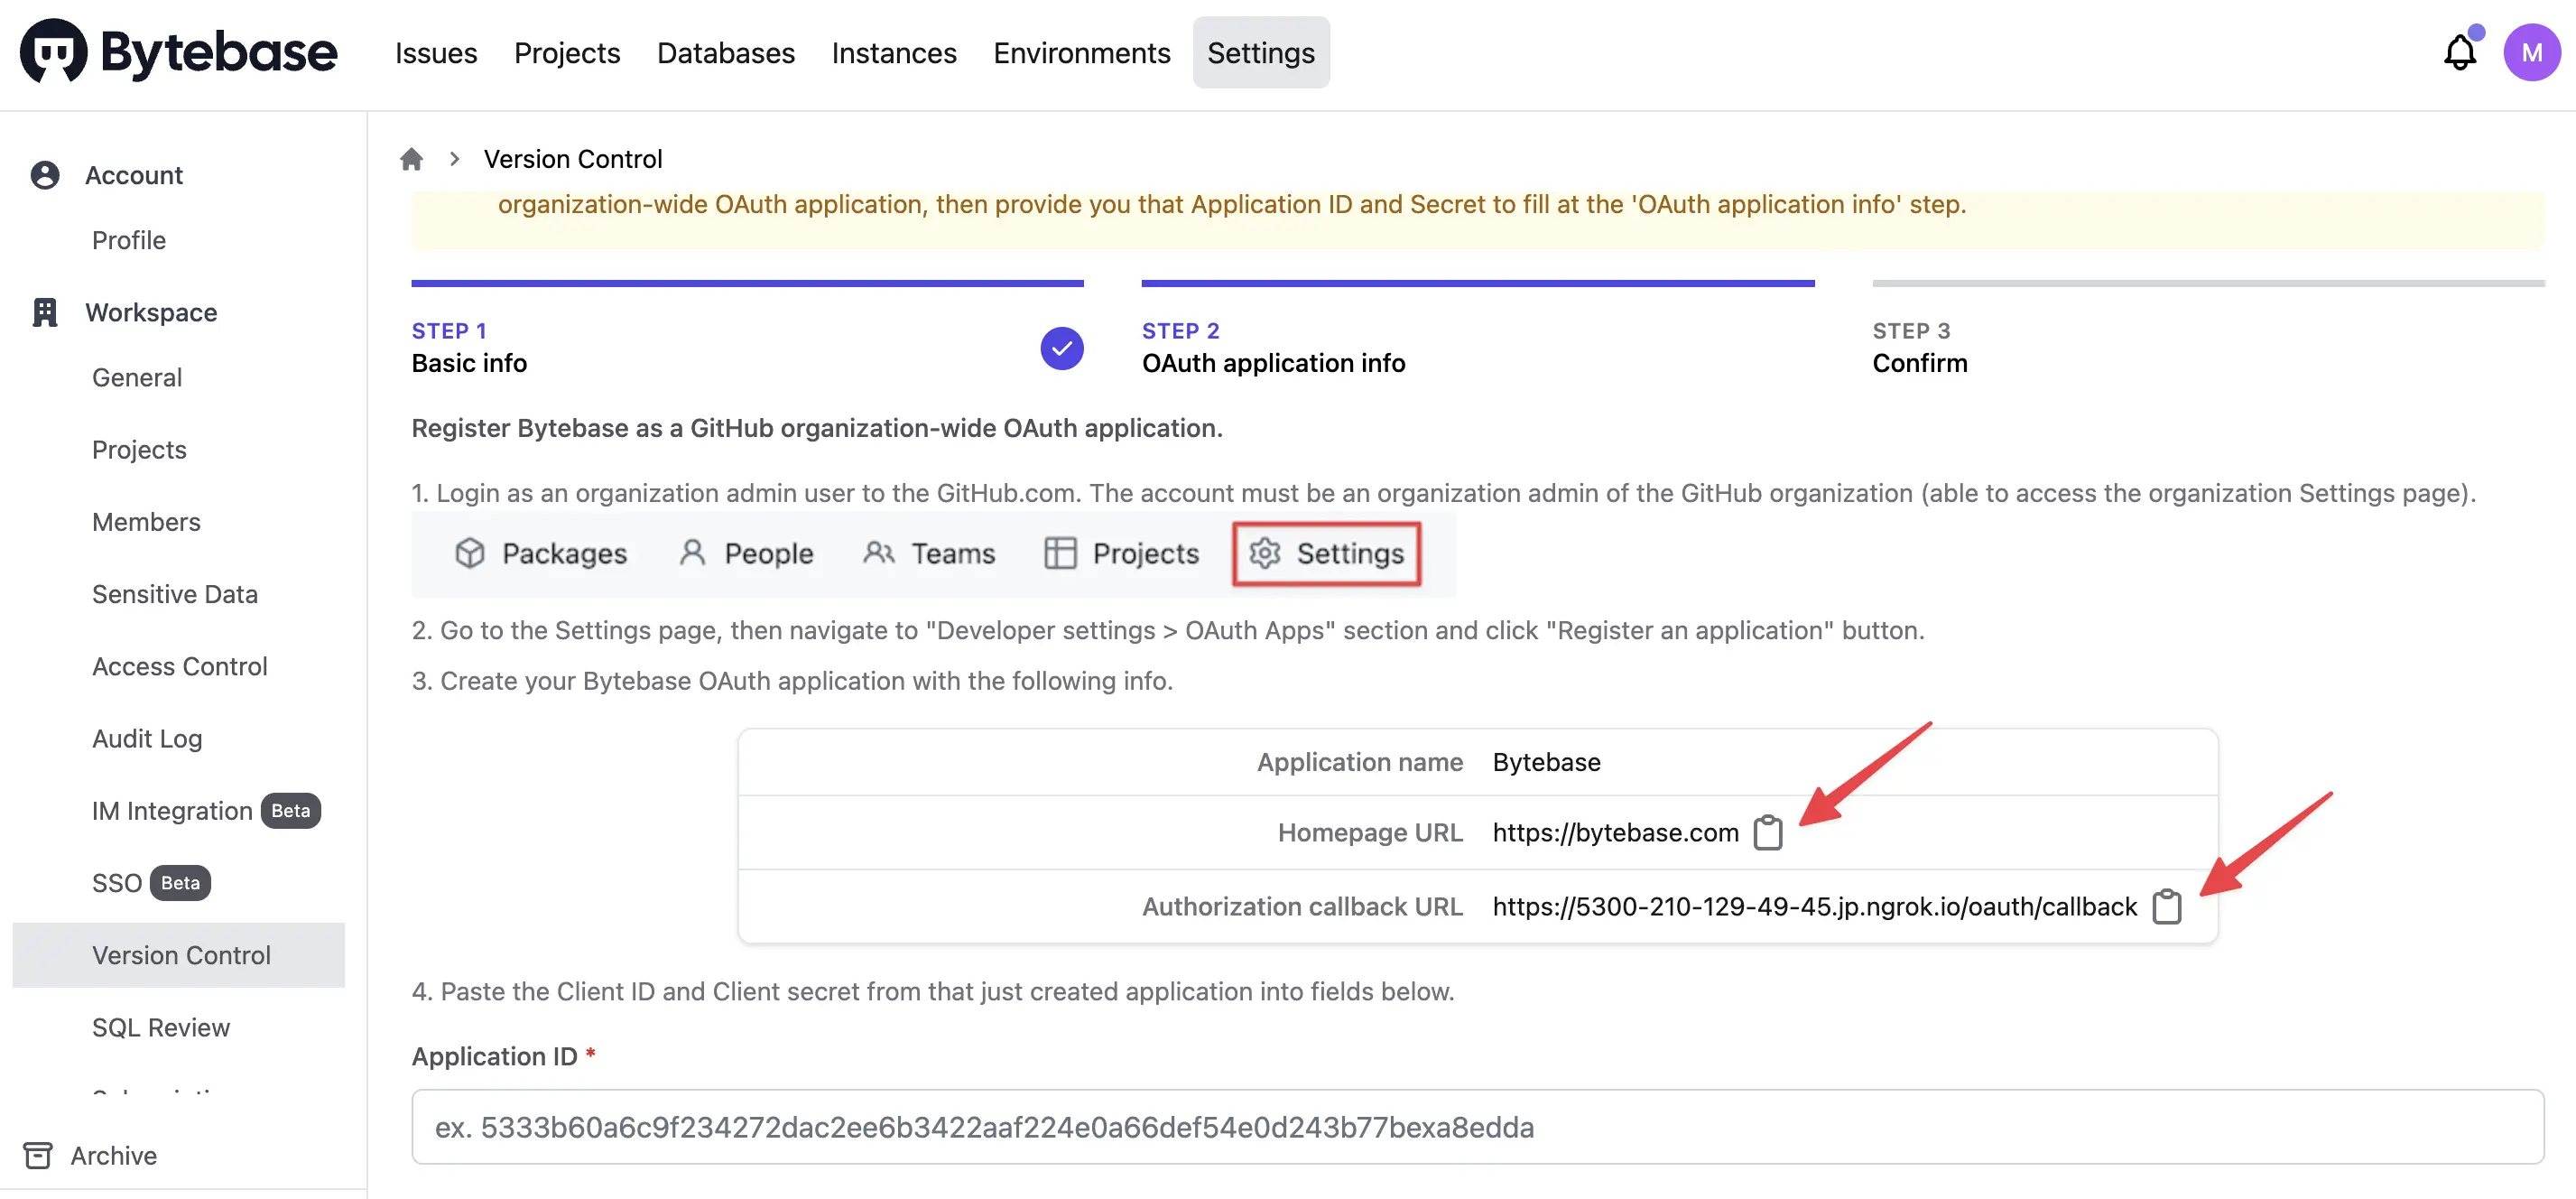 Bytebase
Issues Projects Databases Instances Environments Settings
M
Account
Profile
Workspace
General
Projects
Members
Sensitive Data
Access Control
Audit Log
IM Integration Beta
SSO Beta
Version Control
SQL Review
Archive
Version Control
organization-wide OAuth application, then provide you that Application ID and Secret to fill at the 'OAuth application info' step.
STEP 1
Basic info
STEP 2
OAuth application info
STEP 3
Confirm
Register Bytebase as a GitHub organization-wide OAuth application.
1. Login as an organization admin user to the GitHub.com. The account must be an organization admin of the GitHub organization (able to access the organization Settings page).
Packages People Teams Projects Settings
2. Go to the Settings page, then navigate to "Developer settings > OAuth Apps" section and click "Register an application" button.
3. Create your Bytebase OAuth application with the following info.
Application name Bytebase
Homepage URL https://bytebase.com
Authorization callback URL https://5300-210-129-49-45.jp.ngrok.io/oauth/callback
4. Paste the Client ID and Client secret from that just created application into fields below.
Application ID *
ex. 5333b60a6c9f234272dac2ee6b3422aaf224e0a66def54e0d243b77bexa8edda